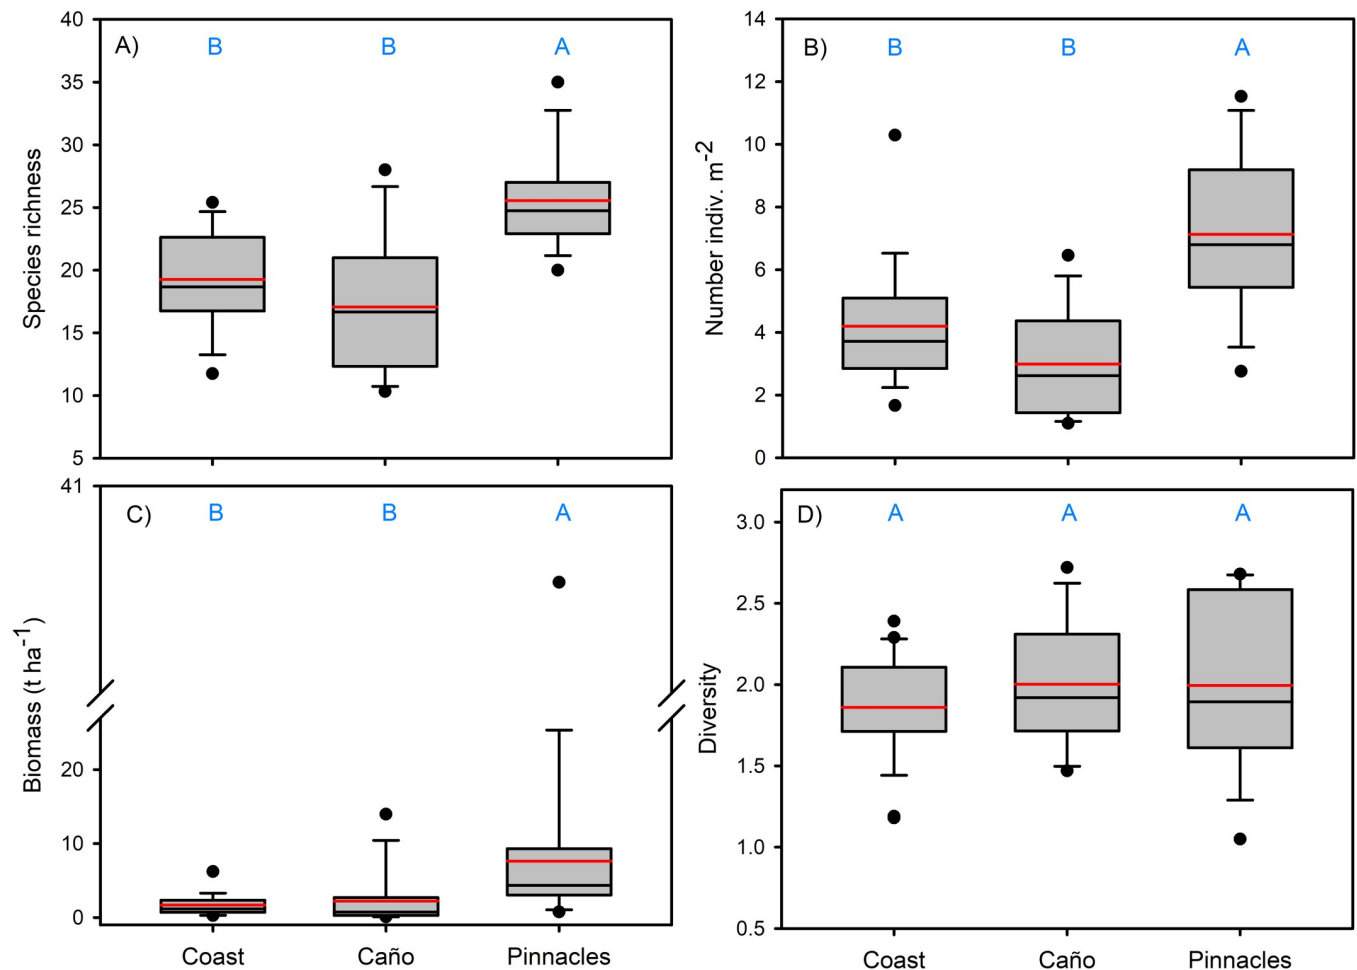 A)
B
B
A
40
35
30
25
20
15
10
5
Species richness
B)
B
B
A
14
12
10
8
6
4
2
0
Number indiv. m-2
C)
B
B
A
41
20
10
0
Biomass (t ha-1)
Coast
Caño
Pinnacles
D)
A
A
A
3.0
2.5
2.0
1.5
1.0
0.5
Diversity
Coast
Caño
Pinnacles